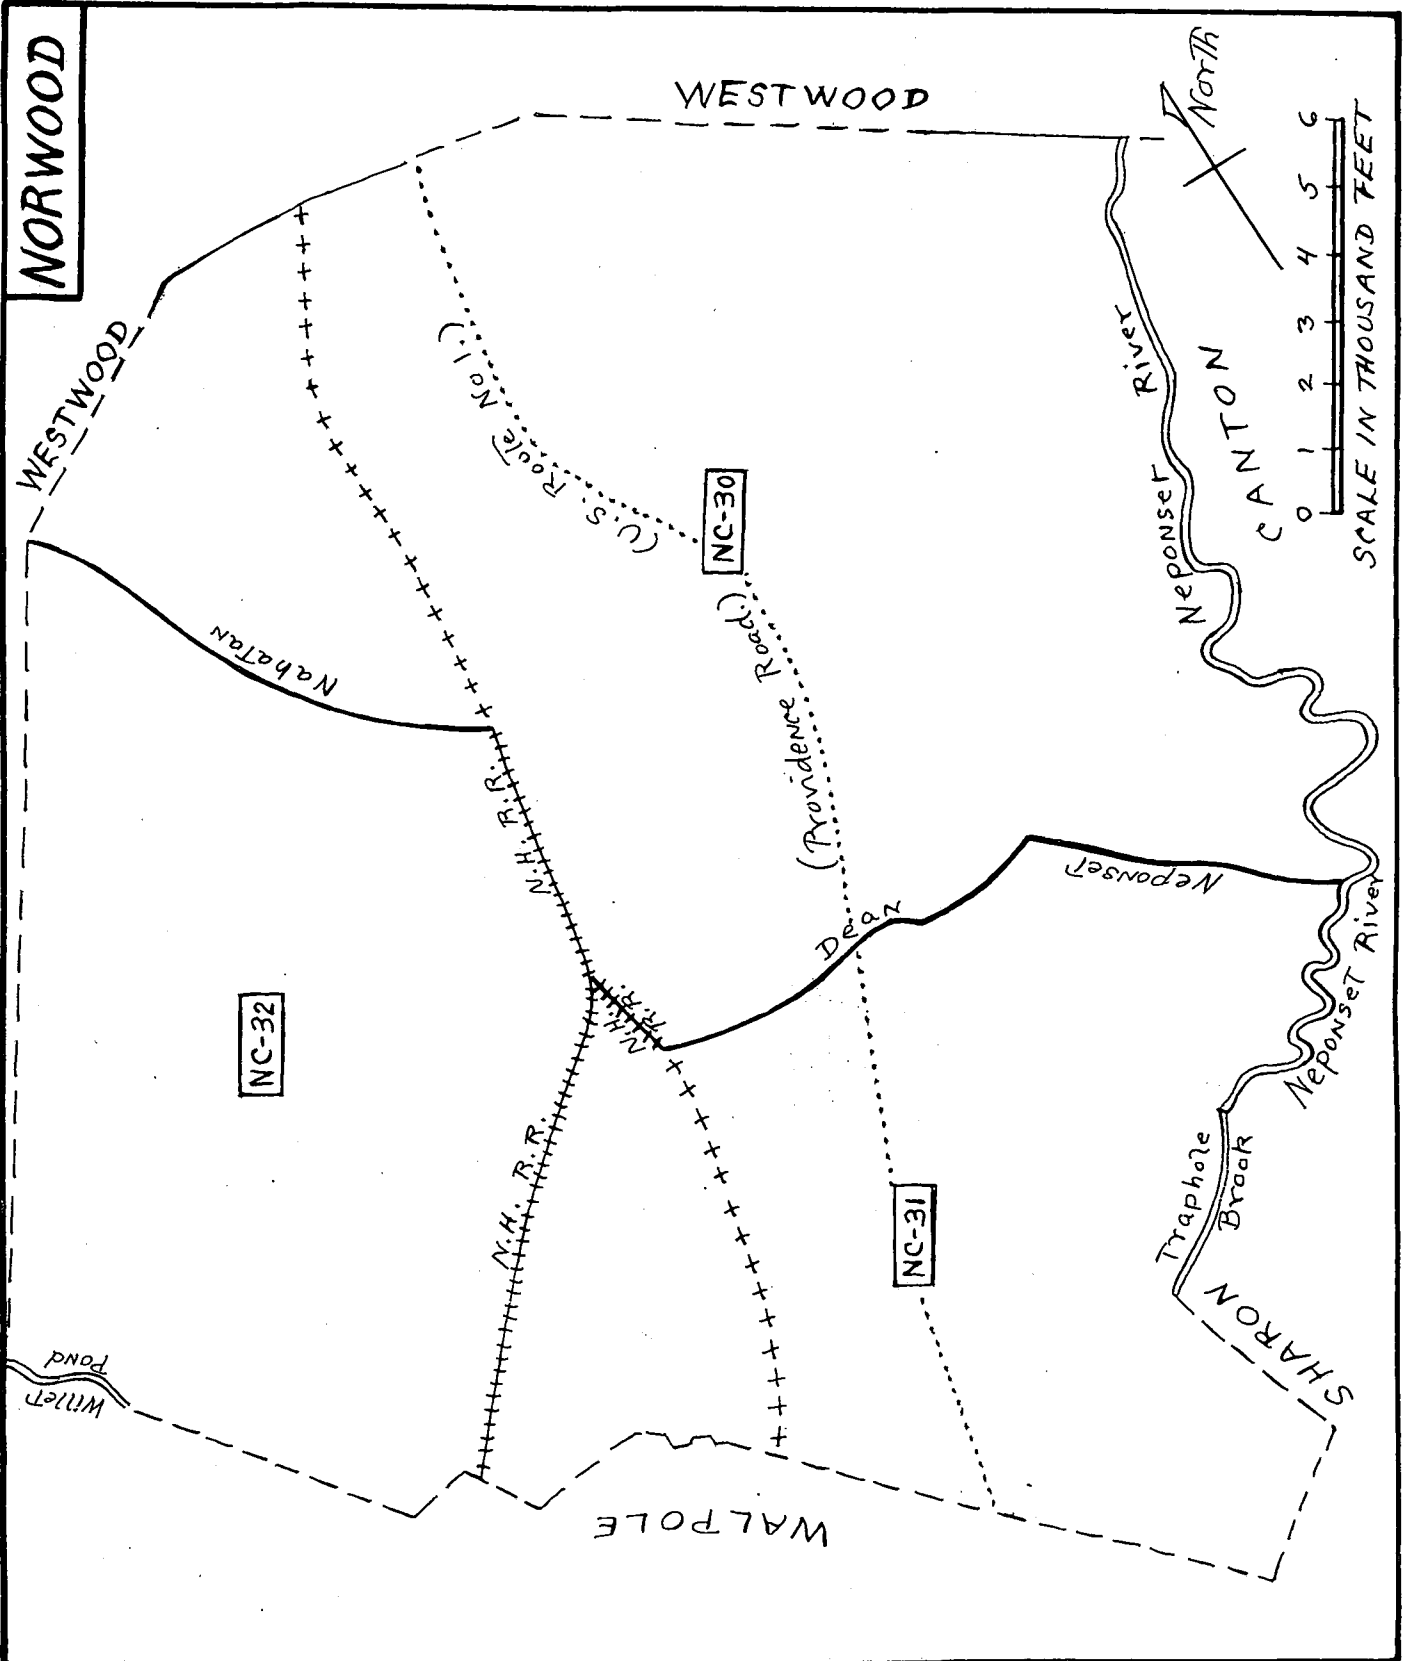 NORWOOD
WESTWOOD
WESTWOOD
North
0 1 2 3 4 5 6
SCALE IN THOUSAND FEET
CANTON
Neponset River
(U.S. Route No 1.)
NC-30
(Providence Road.)
Nahatan
N.H. R.R.
N.H. R.R.
N.H. R.R.
Dean
Neponset
Neponset River
NC-32
NC-31
Traphole
Brook
SHARON
Willet
Pond
WALPOLE